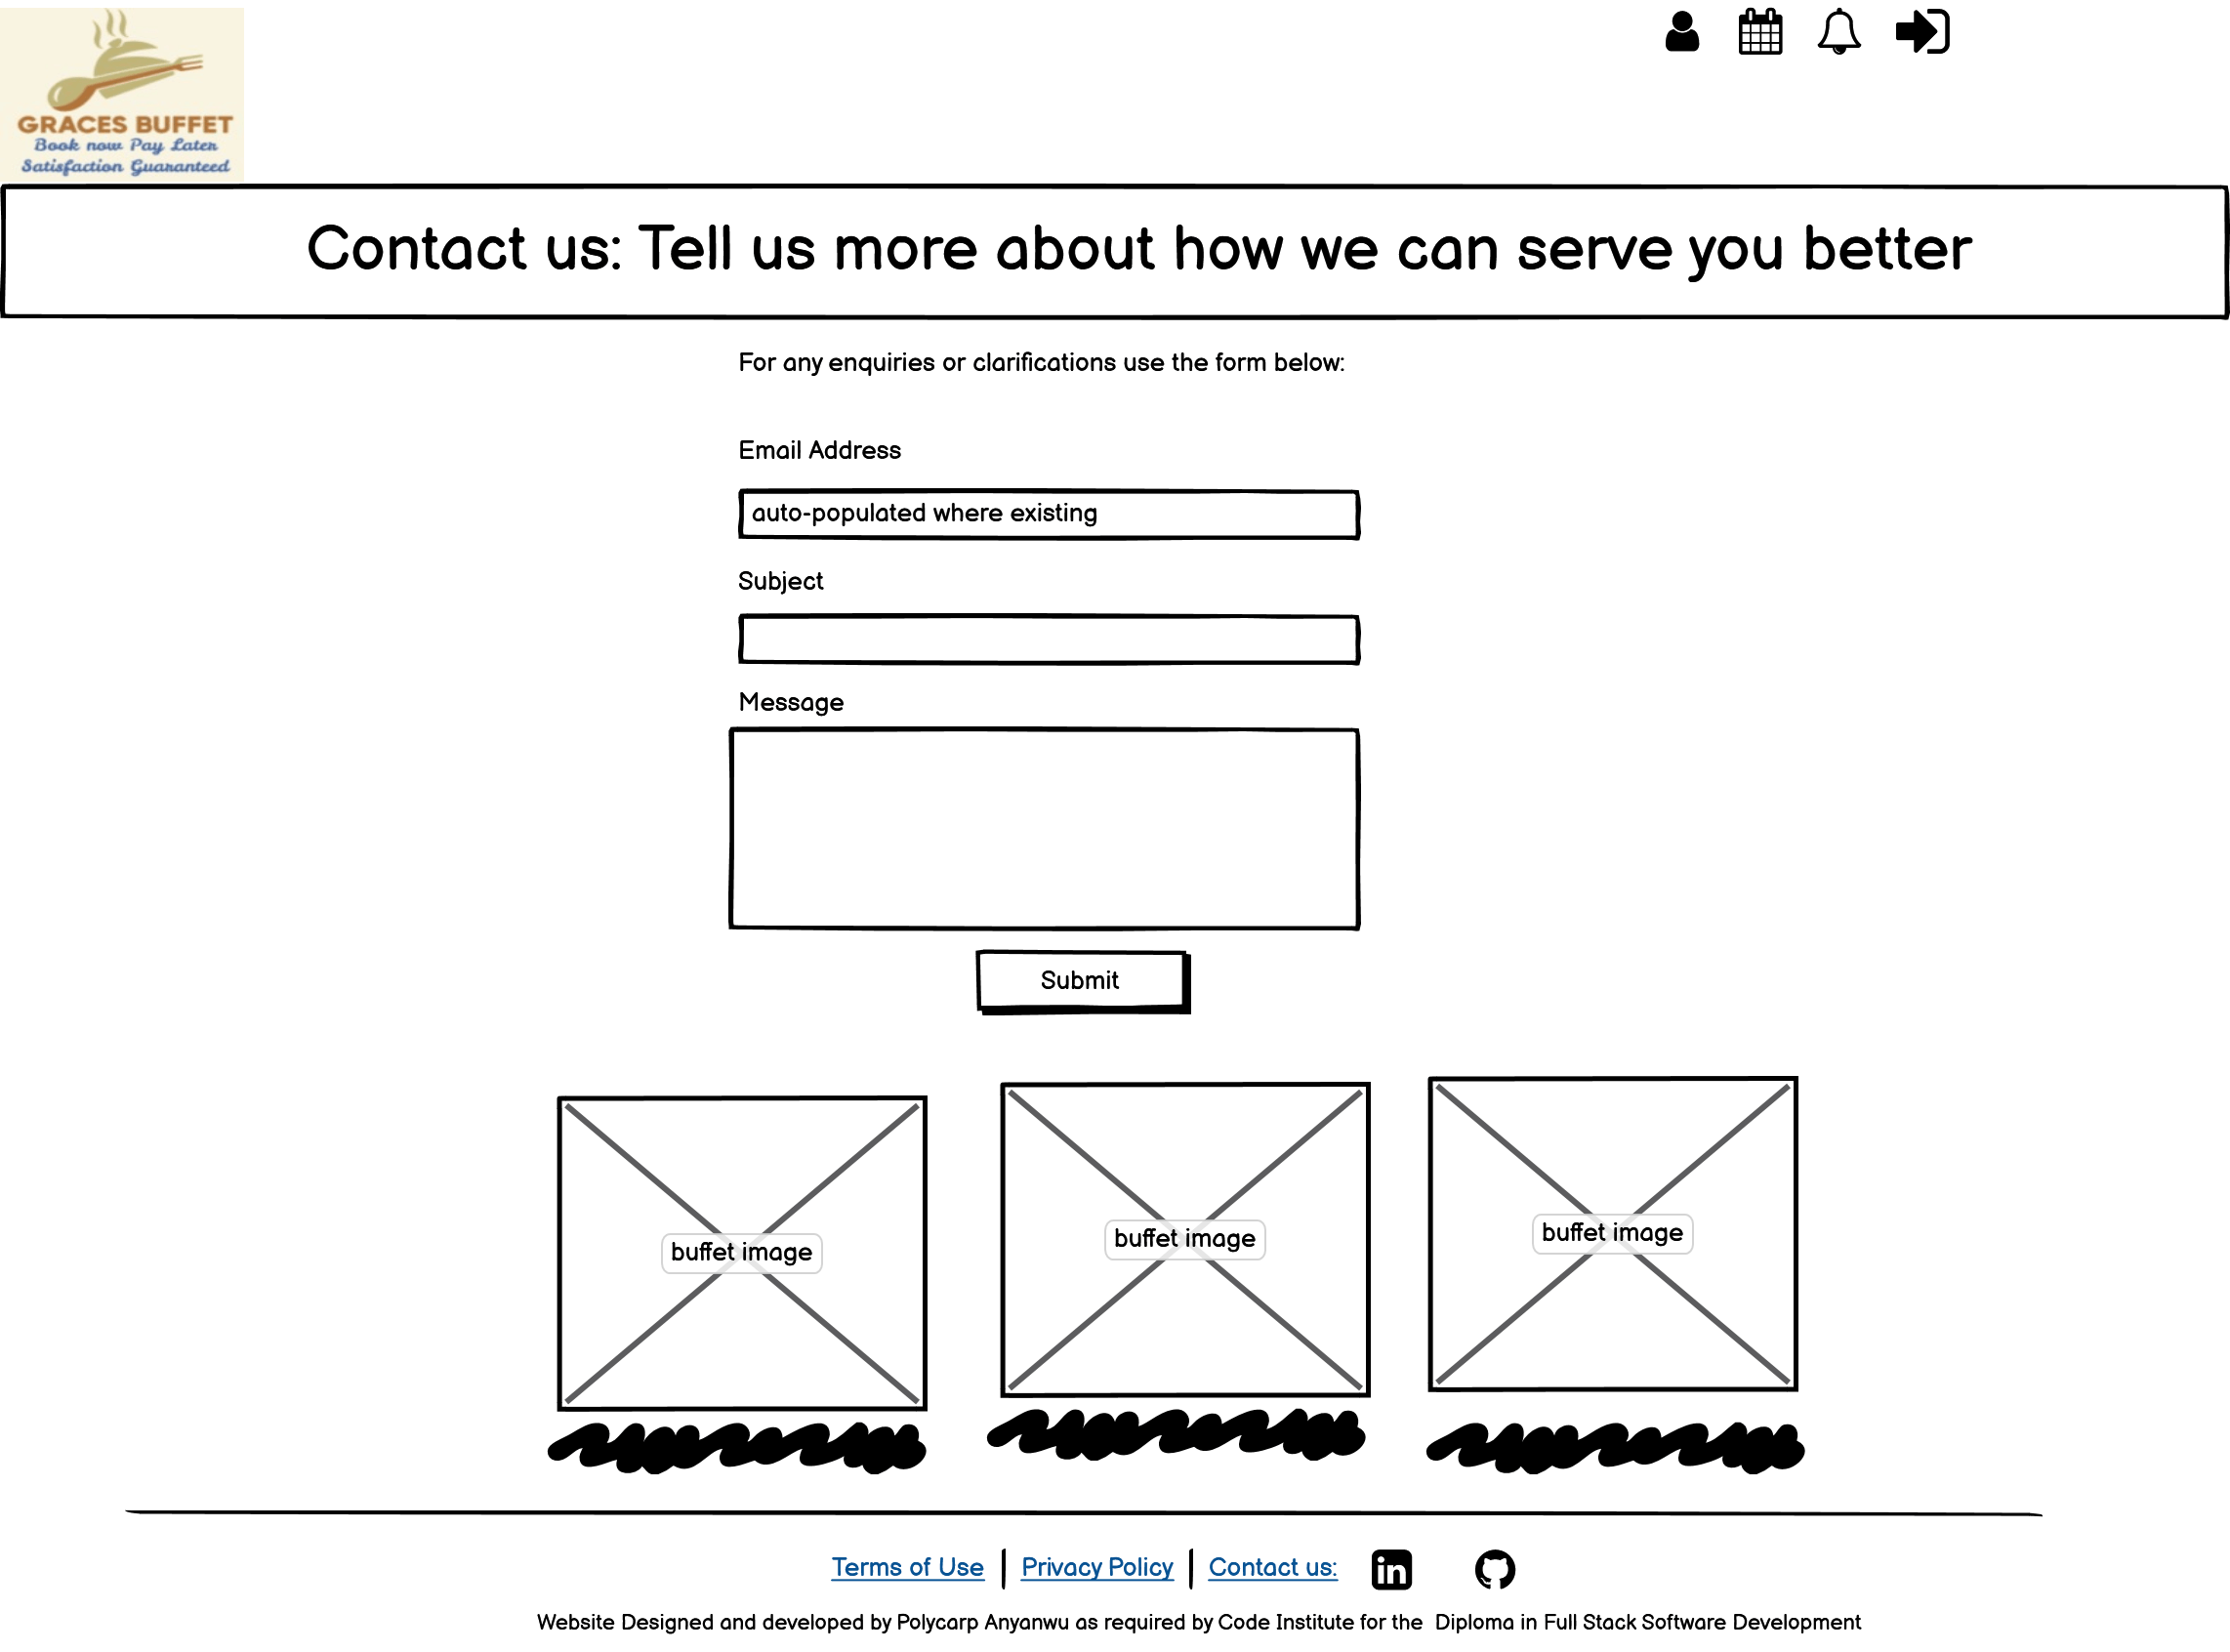 GRACES BUFFET
Book now Pay Later
Satisfaction Guaranteed
Contact us: Tell us more about how we can serve you better
For any enquiries or clarifications use the form below:
Email Address
auto-populated where existing
Subject
Message
Submit
buffet image
buffet image
buffet image
Terms of Use | Privacy Policy | Contact us: in
Website Designed and developed by Polycarp Anyanwu as required by Code Institute for the Diploma in Full Stack Software Development